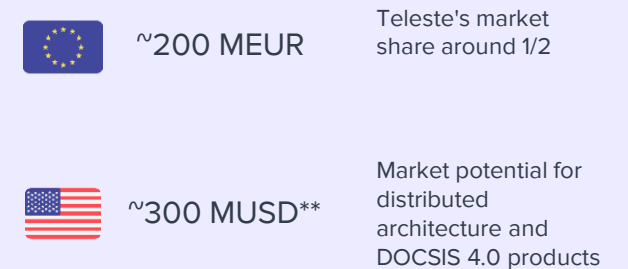 ~200 MEUR
Teleste's market
share around 1/2
~300 MUSD**
Market potential for
distributed
architecture and
DOCSIS 4.0 products